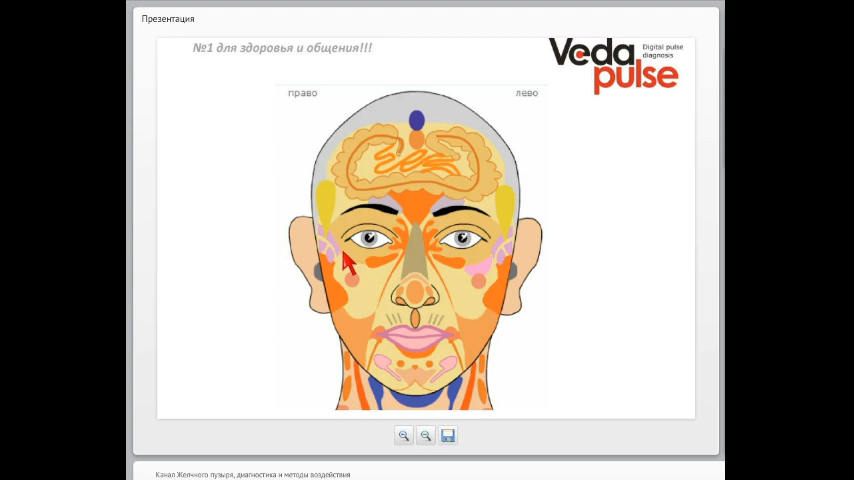 Презентация
№1 для здоровья и общения!!!
Veda pulse
Digital pulse
diagnosis
право
лево
Канал Желчного пузыря, диагностика и методы воздействия